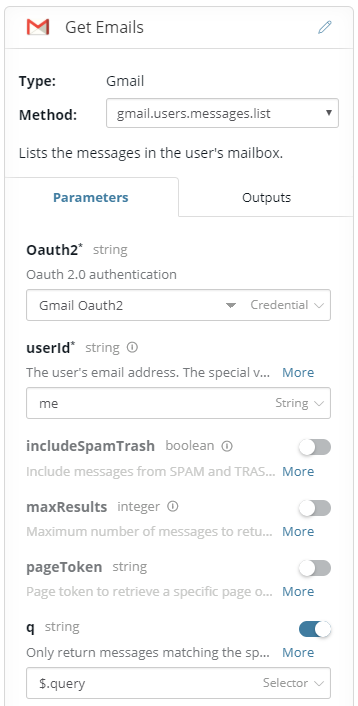 Get Emails
Type: Gmail
Method: gmail.users.messages.list
Lists the messages in the user's mailbox.
Parameters Outputs
Oauth2* string
Oauth 2.0 authentication
Gmail Oauth2 Credential
userId* string
The user's email address. The special v... More
me String
includeSpamTrash boolean
Include messages from SPAM and TRAS... More
maxResults integer
Maximum number of messages to retu... More
pageToken string
Page token to retrieve a specific page o... More
q string
Only return messages matching the sp... More
$.query Selector